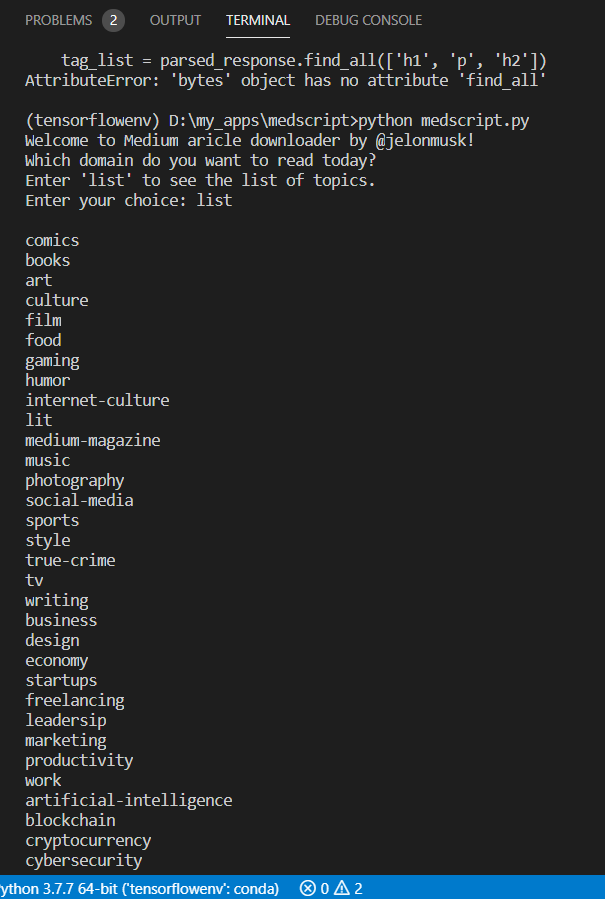 PROBLEMS 2 OUTPUT TERMINAL DEBUG CONSOLE
tag_list = parsed_response.find_all(['h1', 'p', 'h2'])
AttributeError: 'bytes' object has no attribute 'find_all'
(tensorflowenv) D:\my_apps\medscript>python medscript.py
Welcome to Medium aricle downloader by @jelonmusk!
Which domain do you want to read today?
Enter 'list' to see the list of topics.
Enter your choice: list
comics
books
art
culture
film
food
gaming
humor
internet-culture
lit
medium-magazine
music
photography
social-media
sports
style
true-crime
tv
writing
business
design
economy
startups
freelancing
leadersip
marketing
productivity
work
artificial-intelligence
blockchain
cryptocurrency
cybersecurity
ython 3.7.7 64-bit ('tensorflowenv': conda) 0 2